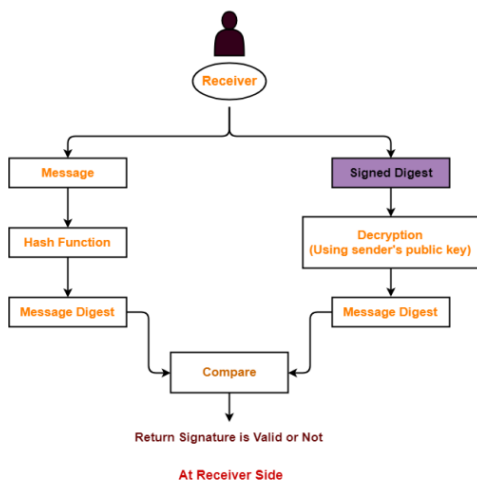 Receiver
Message
Signed Digest
Hash Function
Decryption
(Using sender's public key)
Message Digest
Message Digest
Compare
Return Signature is Valid or Not
At Receiver Side